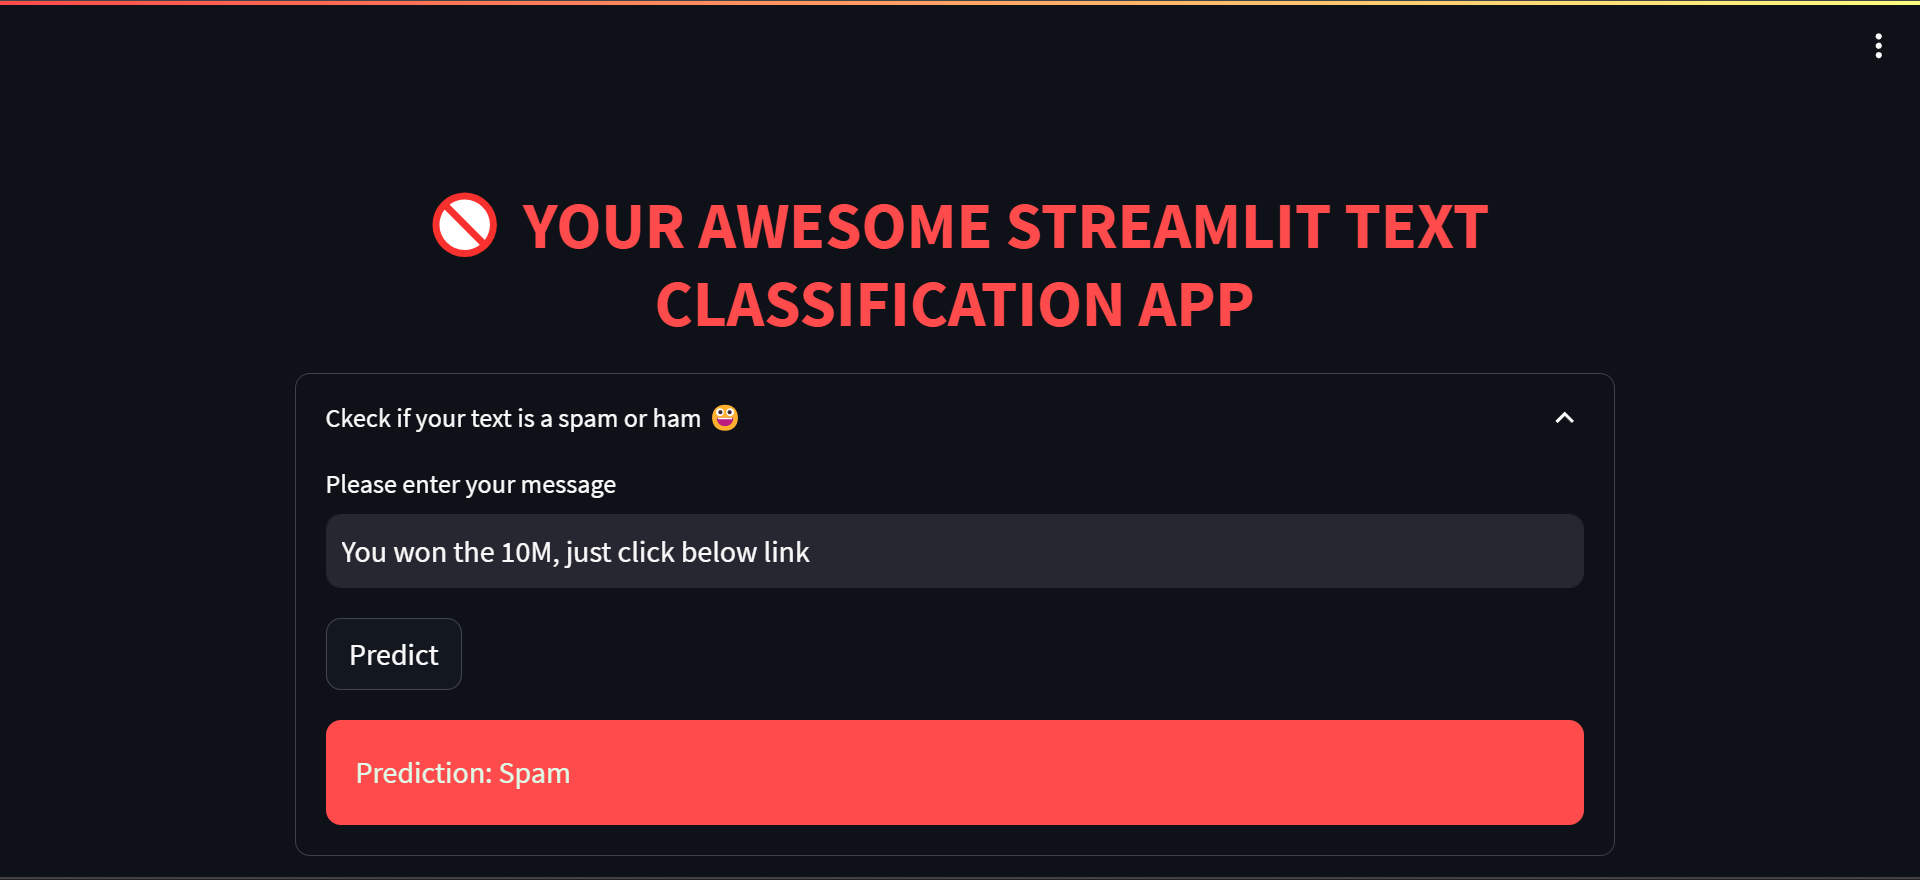 🚫 YOUR AWESOME STREAMLIT TEXT
CLASSIFICATION APP
Ckeck if your text is a spam or ham 😀
Please enter your message
You won the 10M, just click below link
Predict
Prediction: Spam